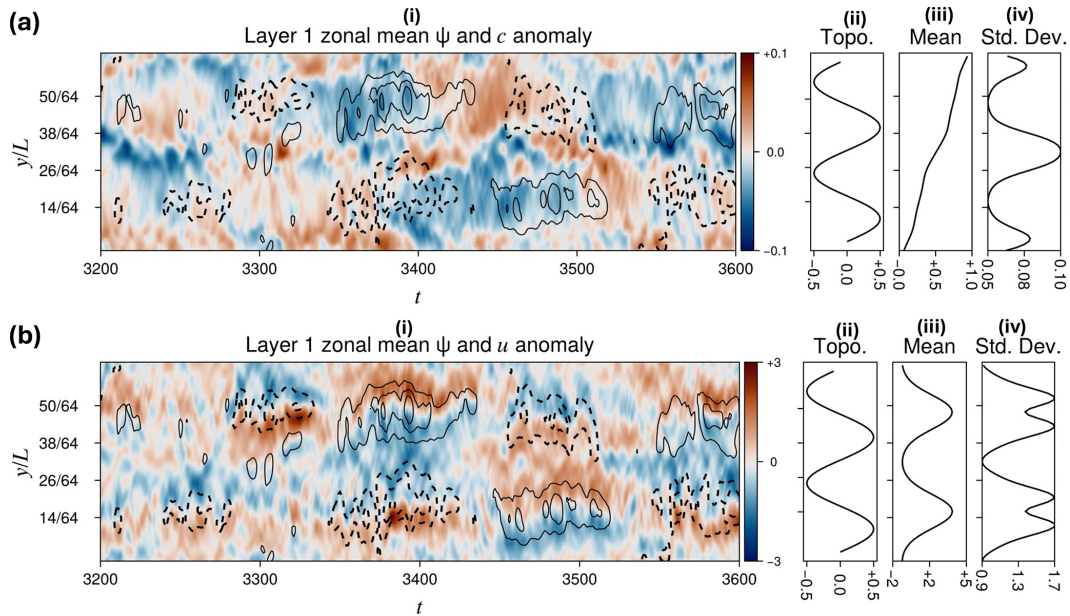 (a)
(i)
Layer 1 zonal mean ψ and c anomaly
y/L
50/64
38/64
26/64
14/64
3200
3300
3400
3500
3600
t
+0.1
0.0
−0.1
(ii)
Topo.
−0.5
0.0
+0.5
(iii)
Mean
−0.0
+0.5
+1.0
(iv)
Std. Dev.
0.05
0.08
0.10
(b)
(i)
Layer 1 zonal mean ψ and u anomaly
y/L
50/64
38/64
26/64
14/64
3200
3300
3400
3500
3600
t
+3
0
−3
(ii)
Topo.
−0.5
0.0
+0.5
(iii)
Mean
−2
+2
+5
(iv)
Std. Dev.
0.9
1.3
1.7